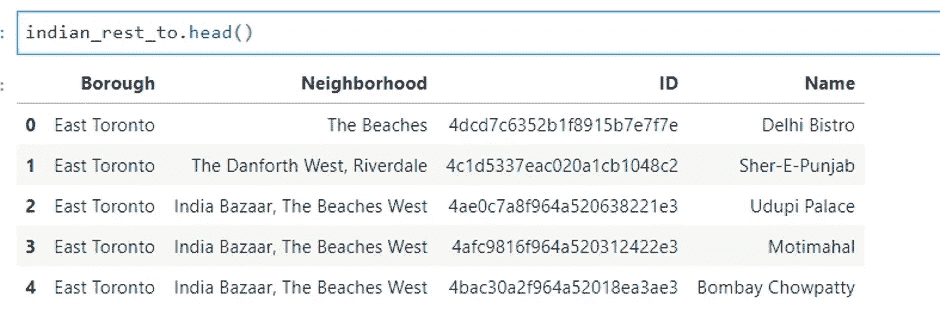 : indian_rest_to.head()
: Borough Neighborhood ID Name
0 East Toronto The Beaches 4dcd7c6352b1f8915b7e7f7e Delhi Bistro
1 East Toronto The Danforth West, Riverdale 4c1d5337eac020a1cb1048c2 Sher-E-Punjab
2 East Toronto India Bazaar, The Beaches West 4ae0c7a8f964a520638221e3 Udupi Palace
3 East Toronto India Bazaar, The Beaches West 4afc9816f964a520312422e3 Motimahal
4 East Toronto India Bazaar, The Beaches West 4bac30a2f964a52018ea3ae3 Bombay Chowpatty